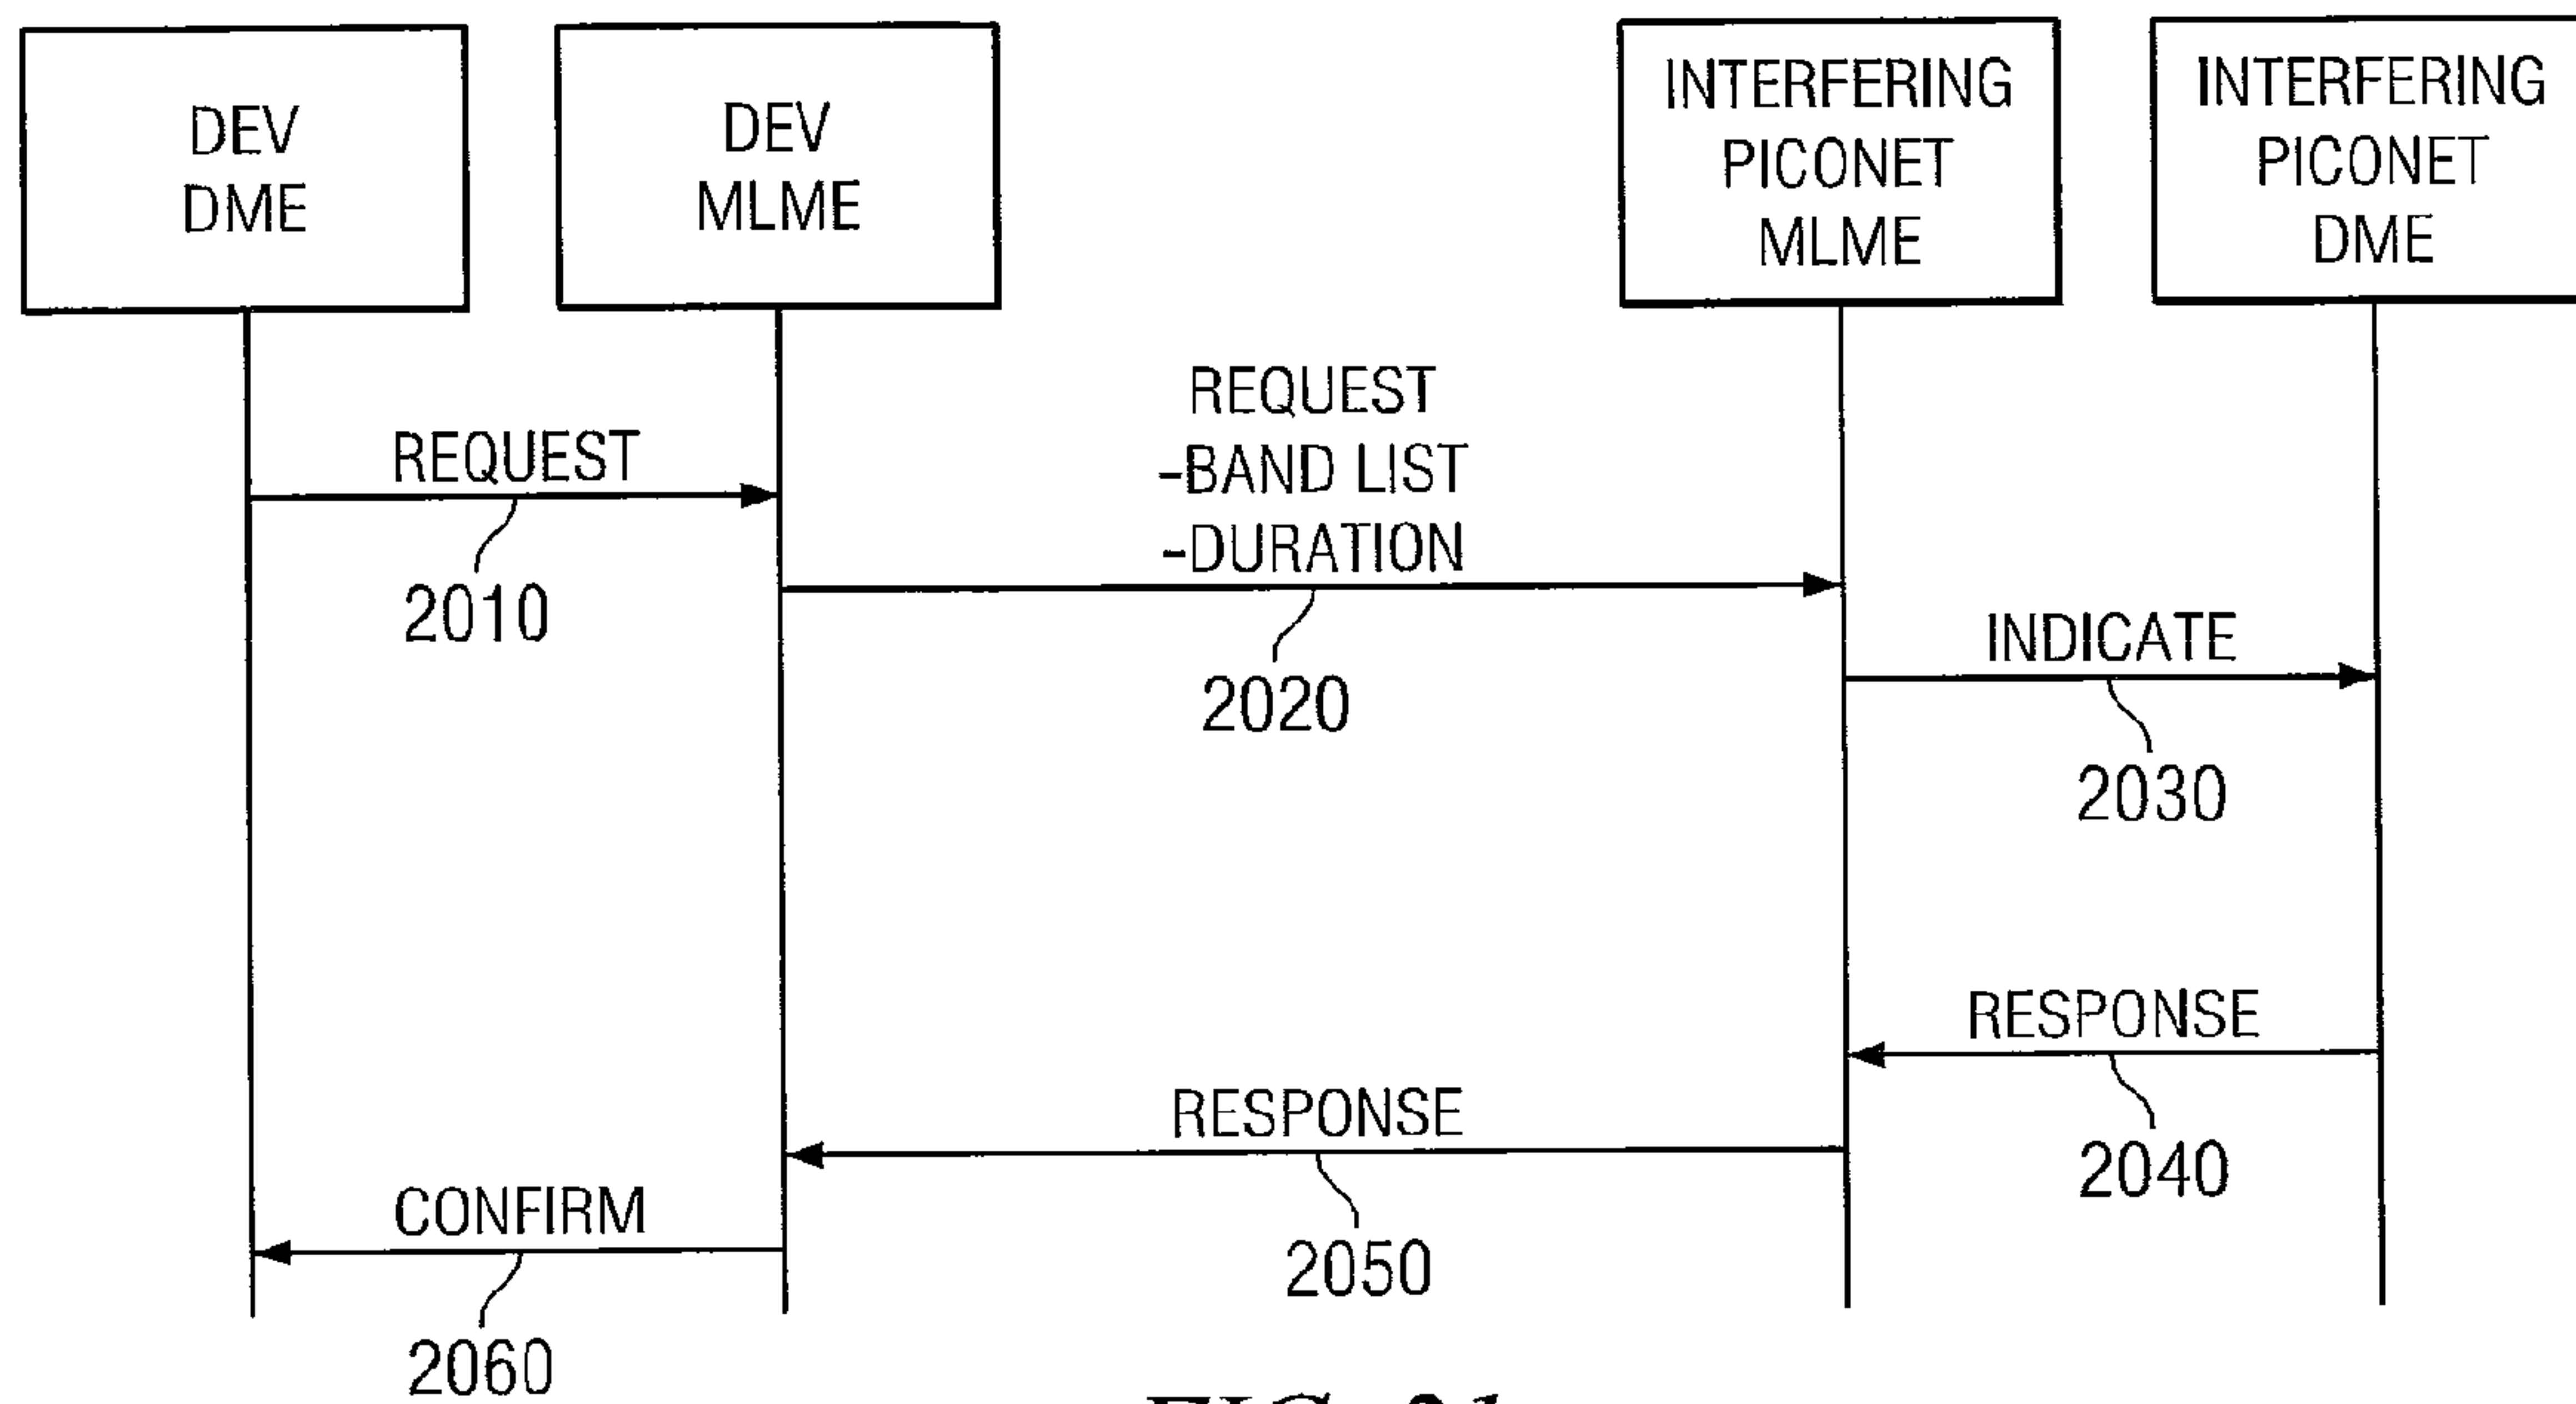 DEV
DME
DEV
MLME
INTERFERING
PICONET
MLME
INTERFERING
PICONET
DME
REQUEST
2010
REQUEST
-BAND LIST
-DURATION
2020
INDICATE
2030
RESPONSE
2040
RESPONSE
2050
CONFIRM
2060